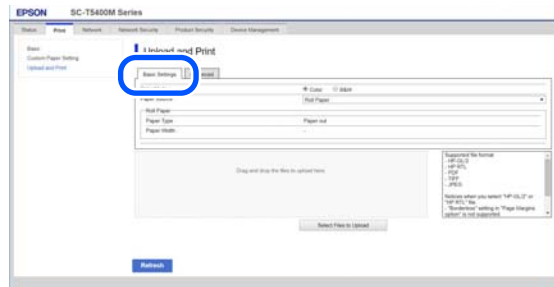 EPSON SC-T5400M Series
Status Print Network Network Security Product Security Device Management
Basic
Custom Paper Setting
Upload and Print
Upload and Print
Basic Settings
Color B&W
Roll Paper
Roll Paper
Paper Type Paper out
Paper Width -
Drag and drop the files to upload here.
Supported file format
- HP-GL/2
- HP RTL
- PDF
- TIFF
- JPEG
Notices when you select "HP-GL/2" or
"HP RTL" file
- "Borderless" setting in "Page Margins
option" is not supported.
Select Files to Upload
Refresh